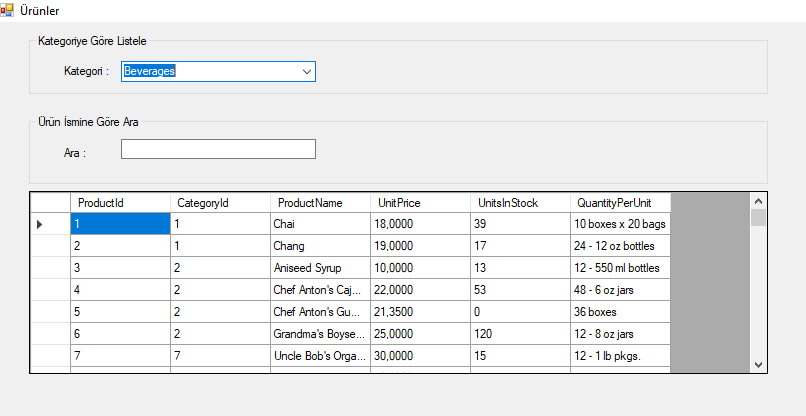 Ürünler
Kategoriye Göre Listele
Kategori : Beverages
Ürün İsmine Göre Ara
Ara :
ProductId CategoryId ProductName UnitPrice UnitsInStock QuantityPerUnit
1 1 Chai 18,0000 39 10 boxes x 20 bags
2 1 Chang 19,0000 17 24 - 12 oz bottles
3 2 Aniseed Syrup 10,0000 13 12 - 550 ml bottles
4 2 Chef Anton's Caj... 22,0000 53 48 - 6 oz jars
5 2 Chef Anton's Gu... 21,3500 0 36 boxes
6 2 Grandma's Boyse... 25,0000 120 12 - 8 oz jars
7 7 Uncle Bob's Orga... 30,0000 15 12 - 1 lb pkgs.